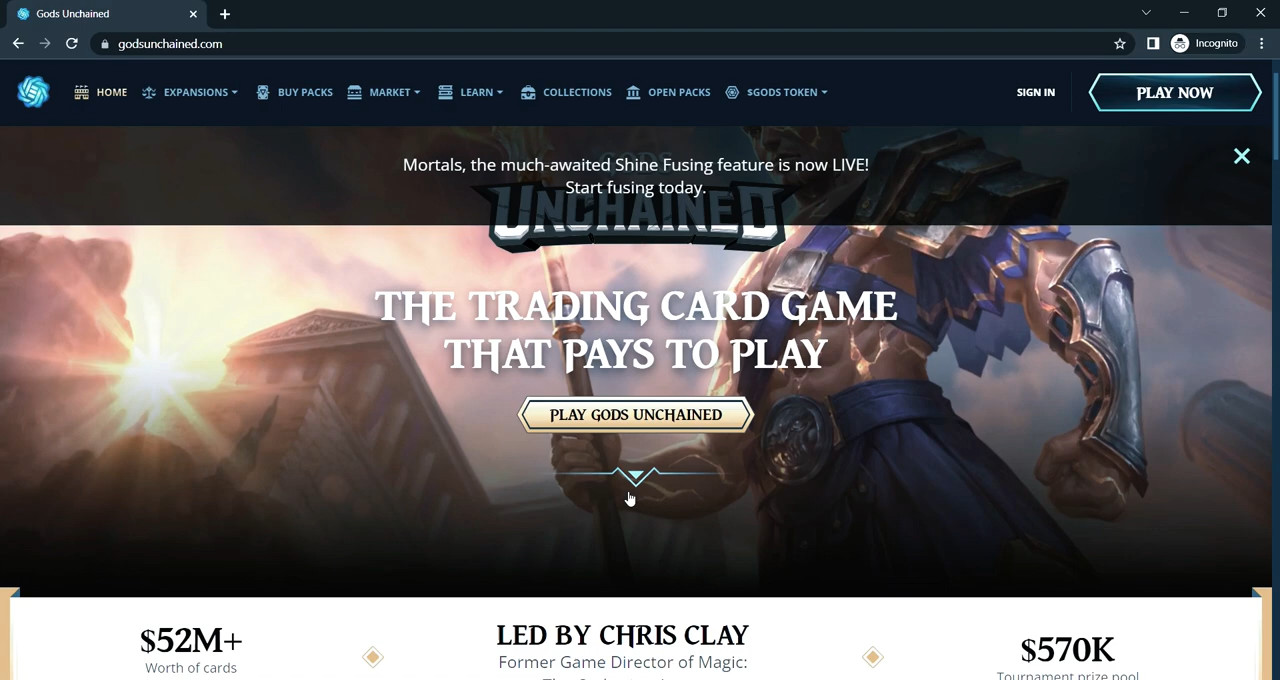 Gods Unchained
godsunchained.com
Incognito
HOME EXPANSIONS BUY PACKS MARKET LEARN COLLECTIONS OPEN PACKS $GODS TOKEN SIGN IN PLAY NOW
Mortals, the much-awaited Shine Fusing feature is now LIVE!
Start fusing today.
UNCHAINED
THE TRADING CARD GAME
THAT PAYS TO PLAY
PLAY GODS UNCHAINED
$52M+
Worth of cards
LED BY CHRIS CLAY
Former Game Director of Magic:
$570K
Tournament prize pool